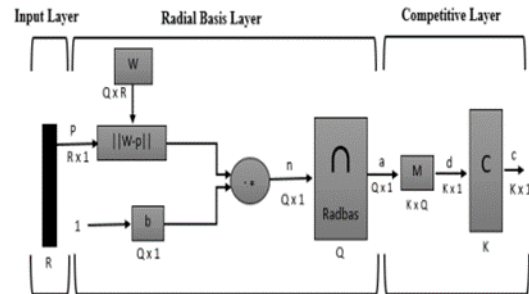 Input Layer Radial Basis Layer Competitive Layer
W
Q x R
P
R x 1
||W-p||
n
Q x 1
Radbas
a
Q x 1
M
K x Q
d
K x 1
C
c
K x 1
1
b
Q x 1
R
Q
K